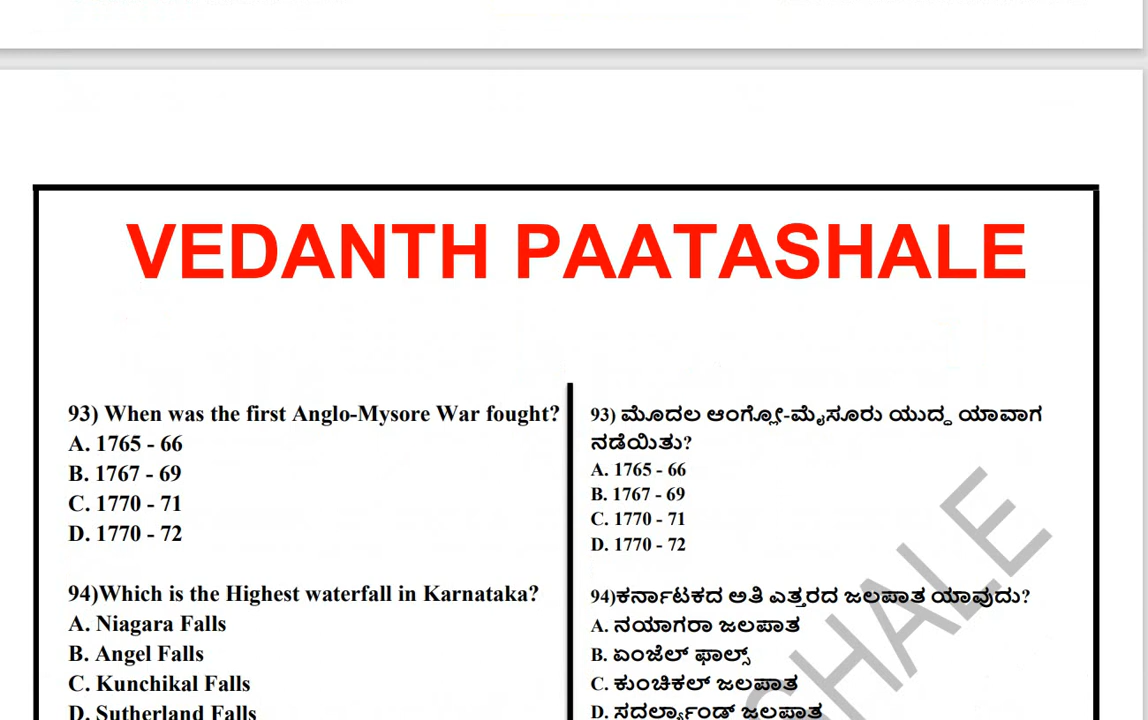 VEDANTH PAATASHALE
93) When was the first Anglo-Mysore War fought?
A. 1765 - 66
B. 1767 - 69
C. 1770 - 71
D. 1770 - 72
94)Which is the Highest waterfall in Karnataka?
A. Niagara Falls
B. Angel Falls
C. Kunchikal Falls
D. Sutherland Falls
93) ಮೊದಲ ಆಂಗ್ಲೋ-ಮೈಸೂರು ಯುದ್ಧ ಯಾವಾಗ
ನಡೆಯಿತು?
A. 1765 - 66
B. 1767 - 69
C. 1770 - 71
D. 1770 - 72
94)ಕರ್ನಾಟಕದ ಅತಿ ಎತ್ತರದ ಜಲಪಾತ ಯಾವುದು?
A. ನಯಾಗರಾ ಜಲಪಾತ
B. ಏಂಜೆಲ್ ಫಾಲ್ಸ್
C. ಕುಂಚಿಕಲ್ ಜಲಪಾತ
D. ಸದರ್ಲ್ಯಾಂಡ್ ಜಲಪಾತ
SHALE